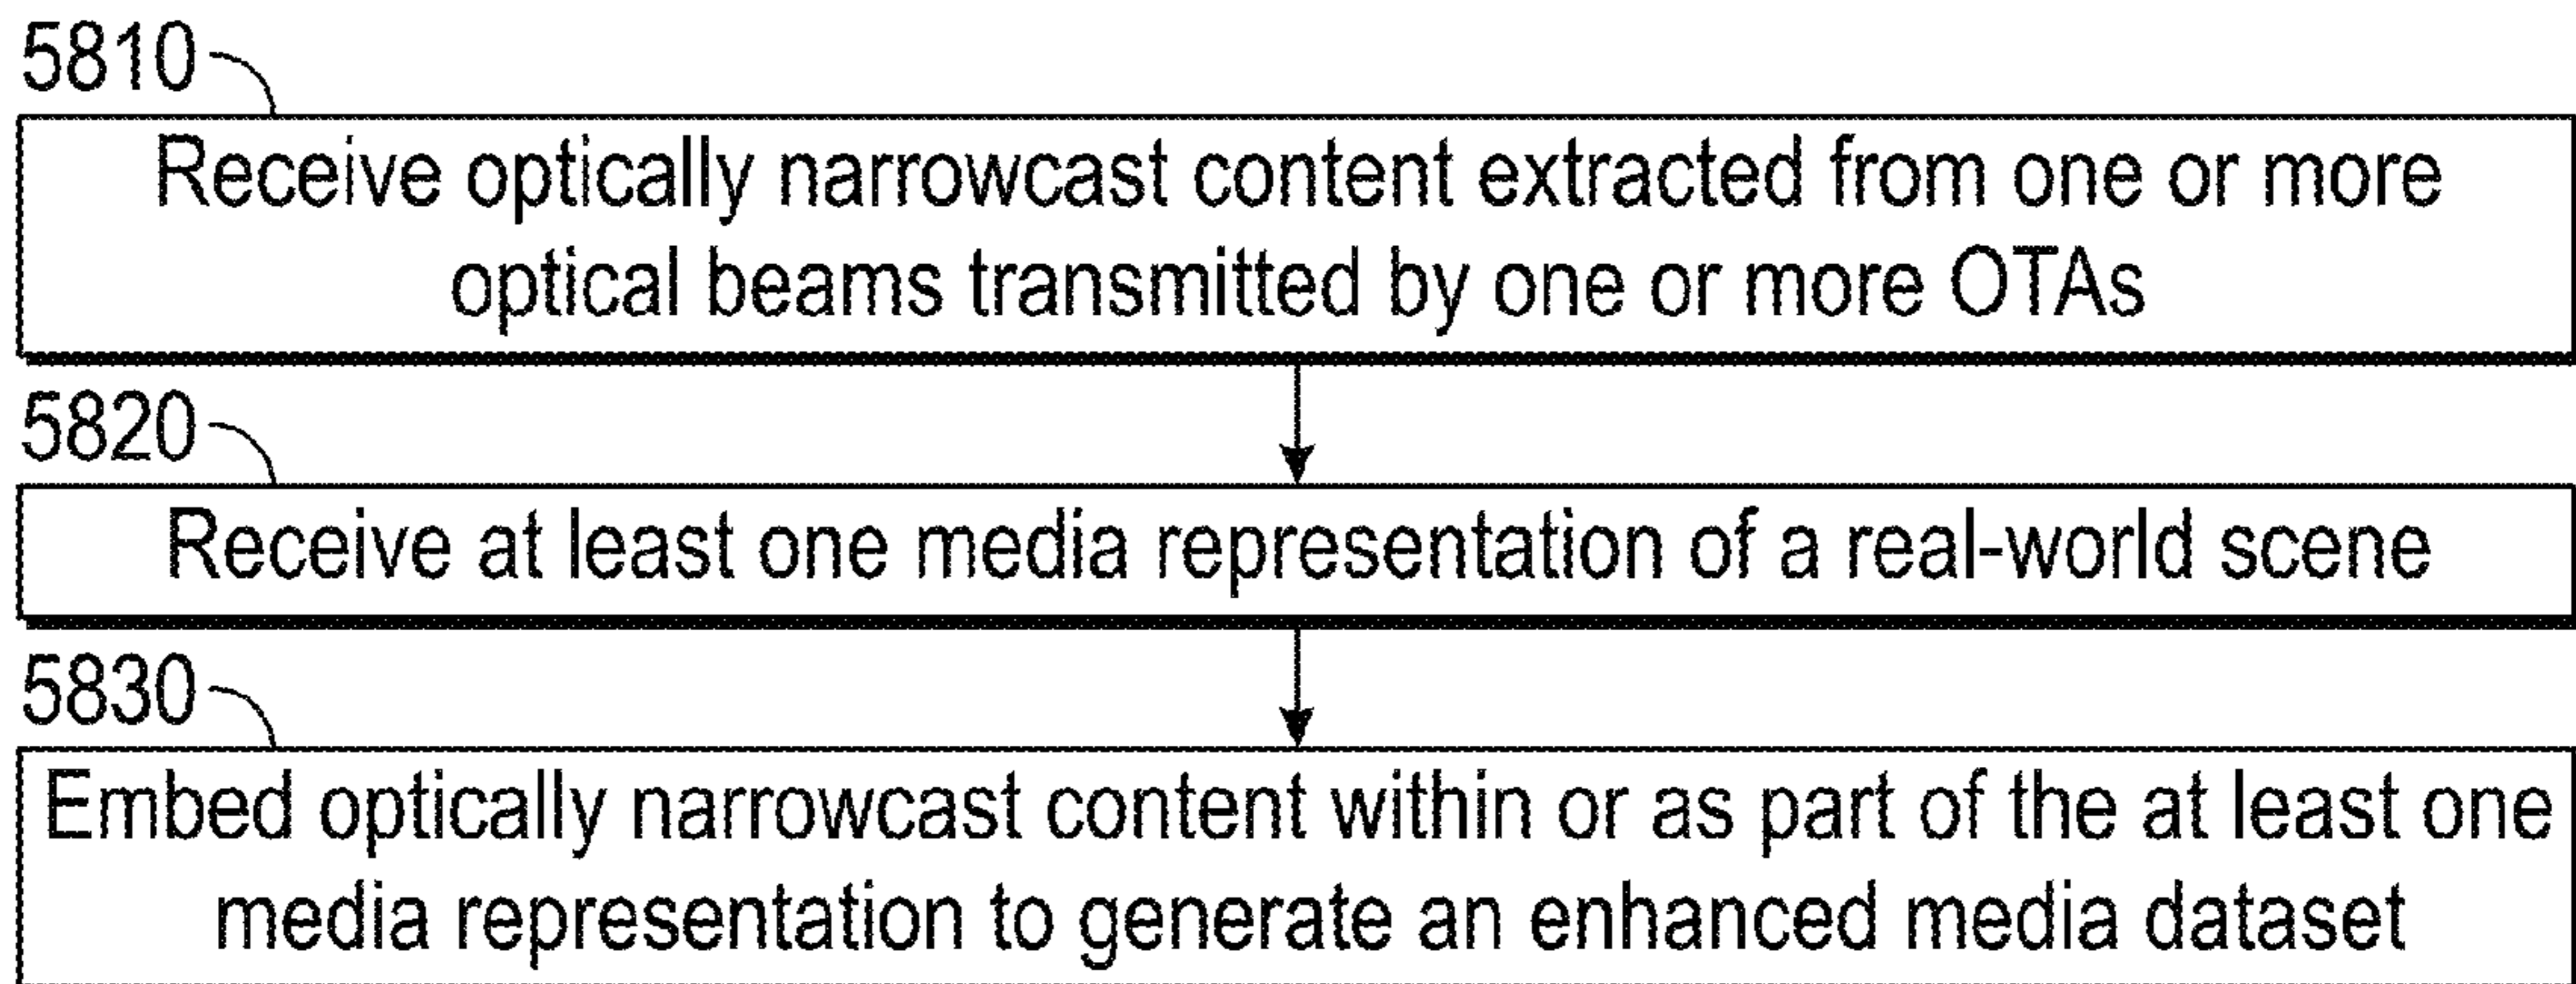 5810
Receive optically narrowcast content extracted from one or more
optical beams transmitted by one or more OTAs
5820
Receive at least one media representation of a real-world scene
5830
Embed optically narrowcast content within or as part of the at least one
media representation to generate an enhanced media dataset